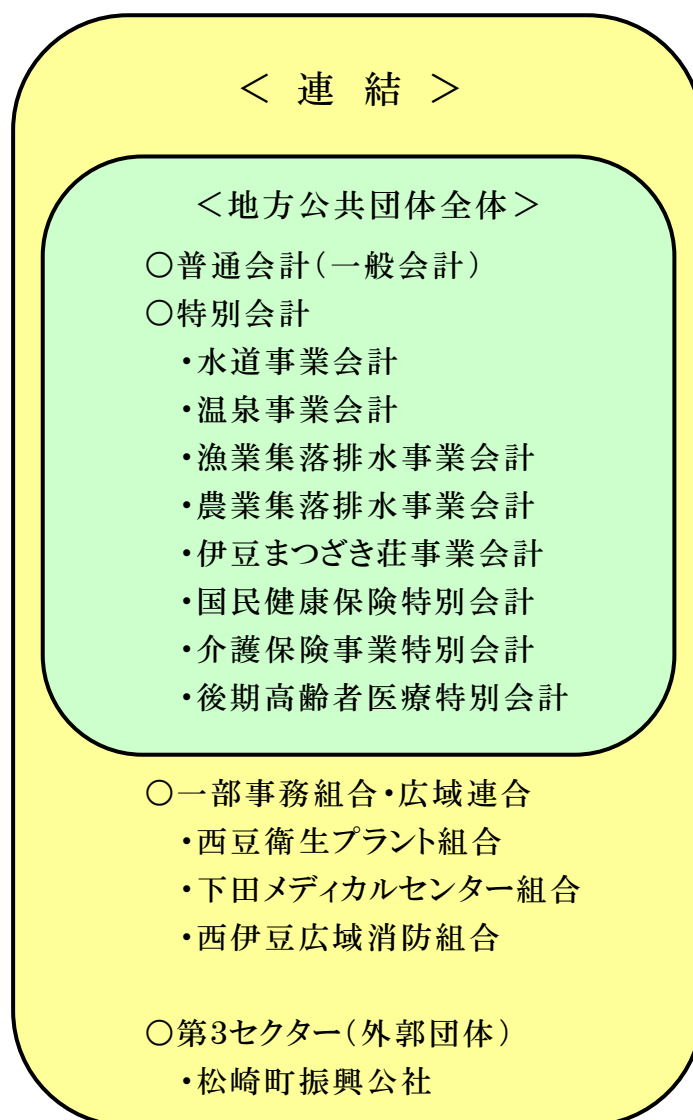 ＜ 連 結 ＞
＜地方公共団体全体＞
○普通会計（一般会計）
○特別会計
・水道事業会計
・温泉事業会計
・漁業集落排水事業会計
・農業集落排水事業会計
・伊豆まつざき荘事業会計
・国民健康保険特別会計
・介護保険事業特別会計
・後期高齢者医療特別会計
○一部事務組合・広域連合
・西豆衛生プラント組合
・下田メディカルセンター組合
・西伊豆広域消防組合
○第3セクター（外郭団体）
・松崎町振興公社